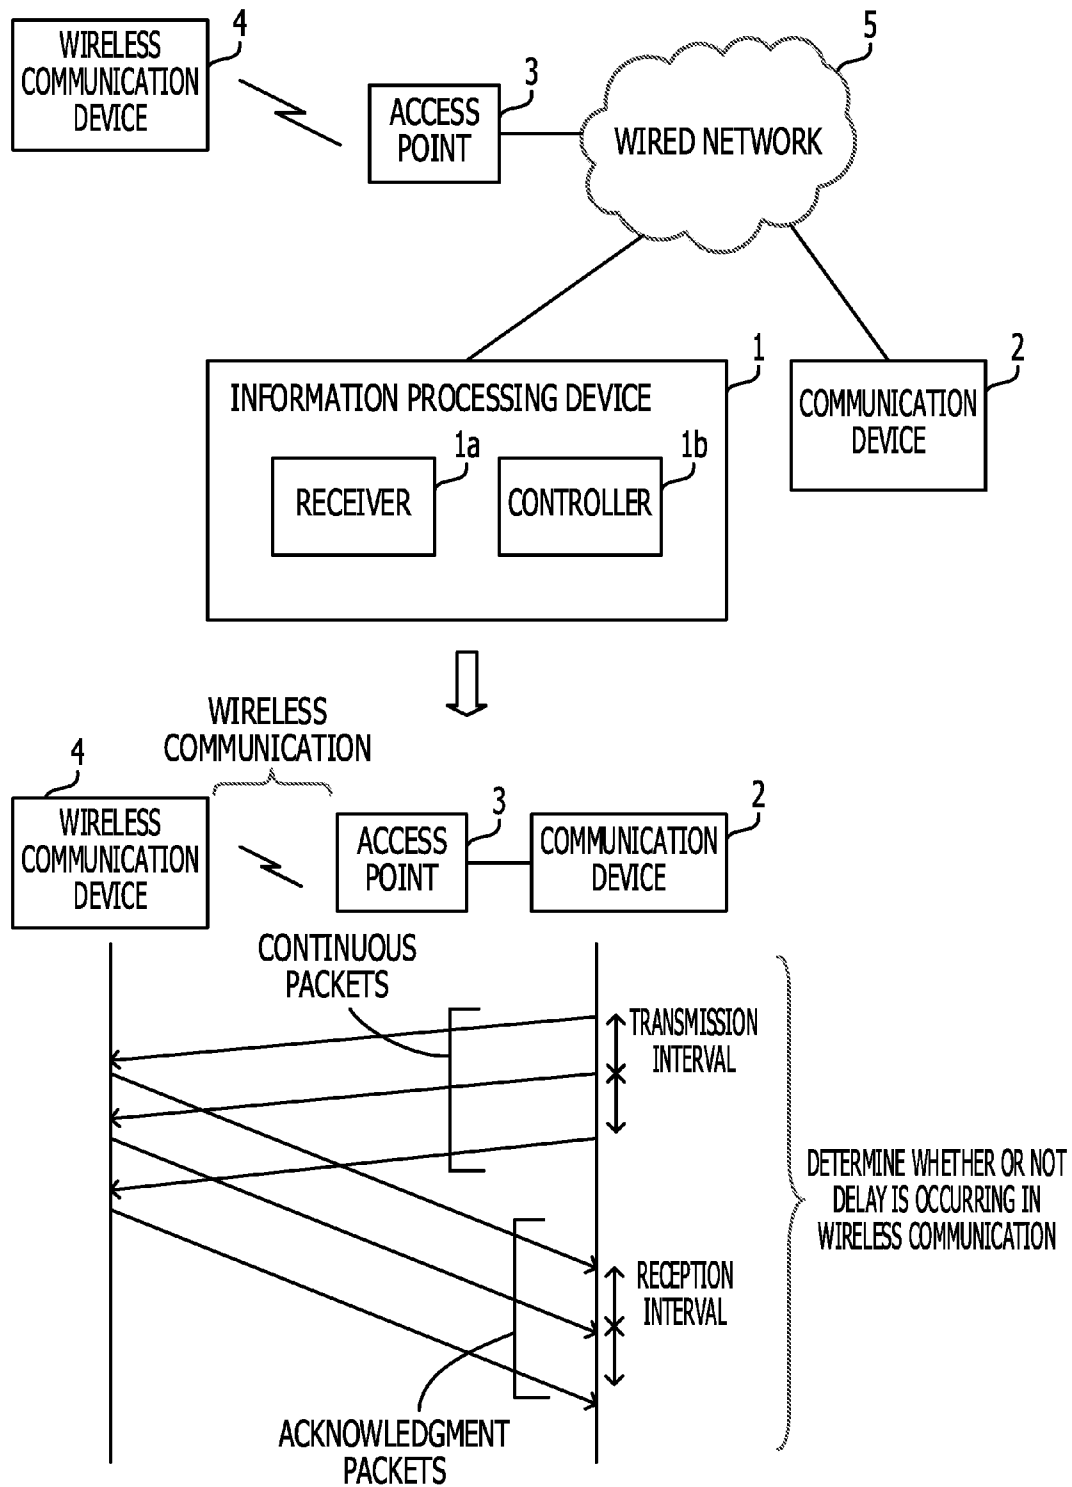 4
WIRELESS
COMMUNICATION
DEVICE
3
ACCESS
POINT
5
WIRED NETWORK
1
INFORMATION PROCESSING DEVICE
1a
RECEIVER
1b
CONTROLLER
2
COMMUNICATION
DEVICE
WIRELESS
COMMUNICATION
4
WIRELESS
COMMUNICATION
DEVICE
3
ACCESS
POINT
2
COMMUNICATION
DEVICE
CONTINUOUS
PACKETS
TRANSMISSION
INTERVAL
DETERMINE WHETHER OR NOT
DELAY IS OCCURRING IN
WIRELESS COMMUNICATION
RECEPTION
INTERVAL
ACKNOWLEDGMENT
PACKETS